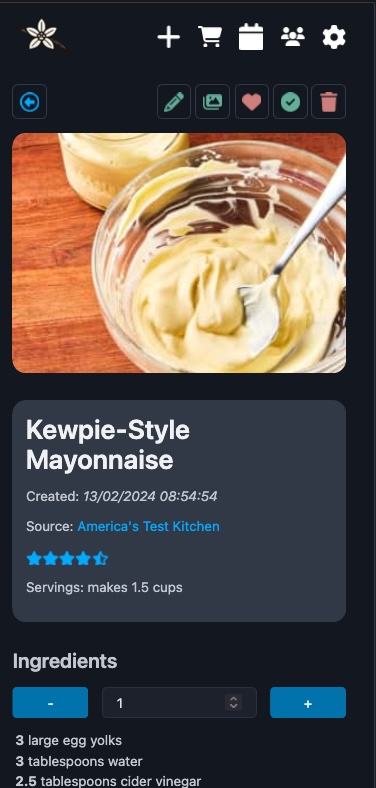 Kewpie-Style
Mayonnaise
Created: 13/02/2024 08:54:54
Source: America's Test Kitchen
Servings: makes 1.5 cups
Ingredients
- 1 +
3 large egg yolks
3 tablespoons water
2.5 tablespoons cider vinegar